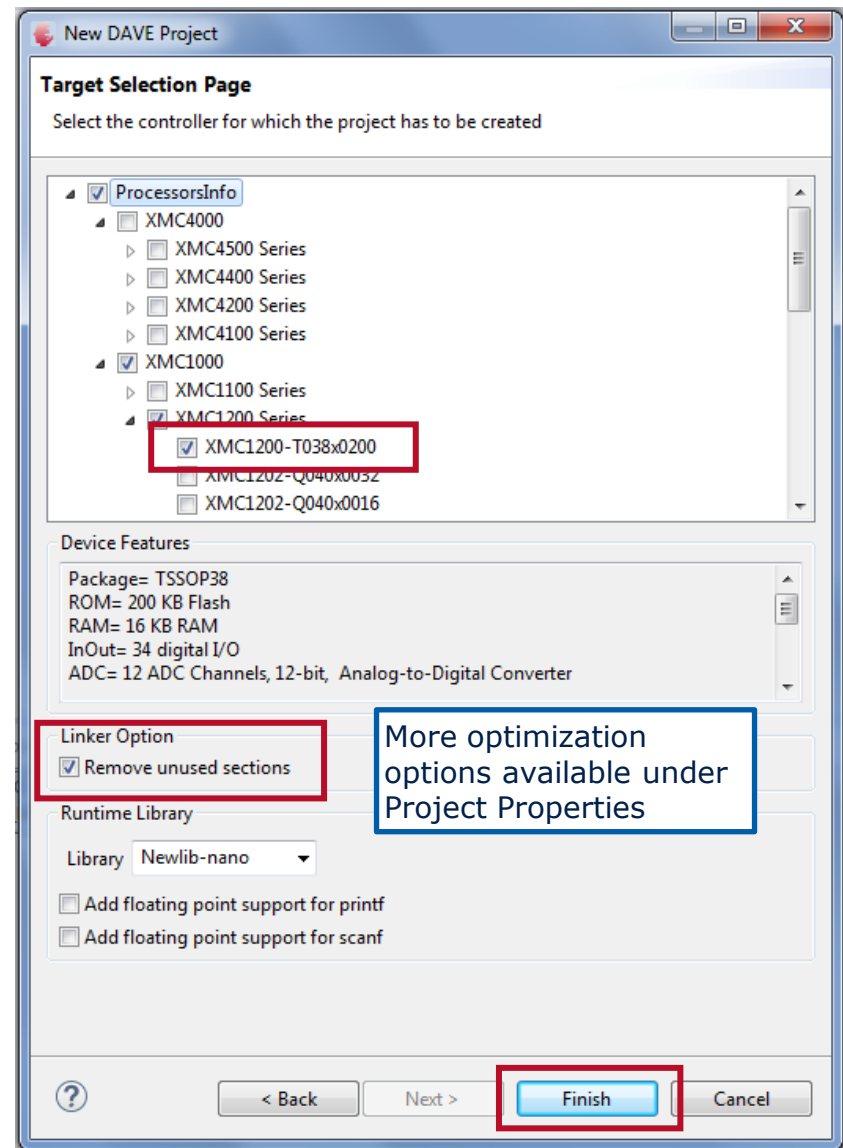 New DAVE Project
Target Selection Page
Select the controller for which the project has to be created
ProcessorsInfo
XMC4000
XMC4500 Series
XMC4400 Series
XMC4200 Series
XMC4100 Series
XMC1000
XMC1100 Series
XMC1200 Series
XMC1200-T038x0200
XMC1202-Q040x0032
XMC1202-Q040x0016
Device Features
Package= TSSOP38
ROM= 200 KB Flash
RAM= 16 KB RAM
InOut= 34 digital I/O
ADC= 12 ADC Channels, 12-bit, Analog-to-Digital Converter
Linker Option
Remove unused sections
More optimization
options available under
Project Properties
Runtime Library
Library Newlib-nano
Add floating point support for printf
Add floating point support for scanf
? < Back Next > Finish Cancel